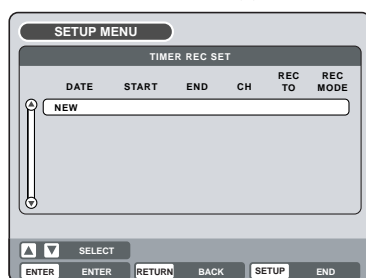 SETUP MENU
TIMER REC SET
DATE START END CH REC TO REC MODE
NEW
SELECT
ENTER ENTER RETURN BACK SETUP END